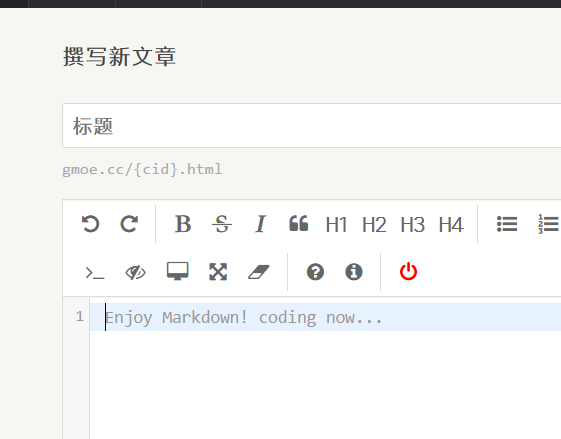 撰写新文章
标题
gmoe.cc/{cid}.html
B S I H1 H2 H3 H4
1 Enjoy Markdown! coding now...